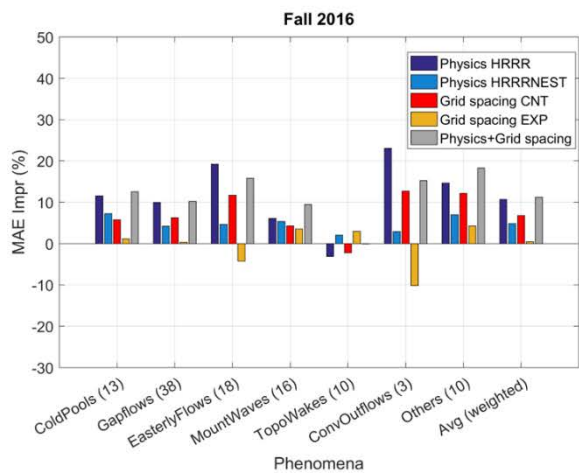 Fall 2016
MAE Impr (%)
50
40
30
20
10
0
-10
-20
-30
Physics HRRR
Physics HRRRNEST
Grid spacing CNT
Grid spacing EXP
Physics+Grid spacing
ColdPools (13)
Gapflows (38)
EasterlyFlows (18)
MountWaves (16)
TopoWakes (10)
ConvOutflows (3)
Others (10)
Avg (weighted)
Phenomena